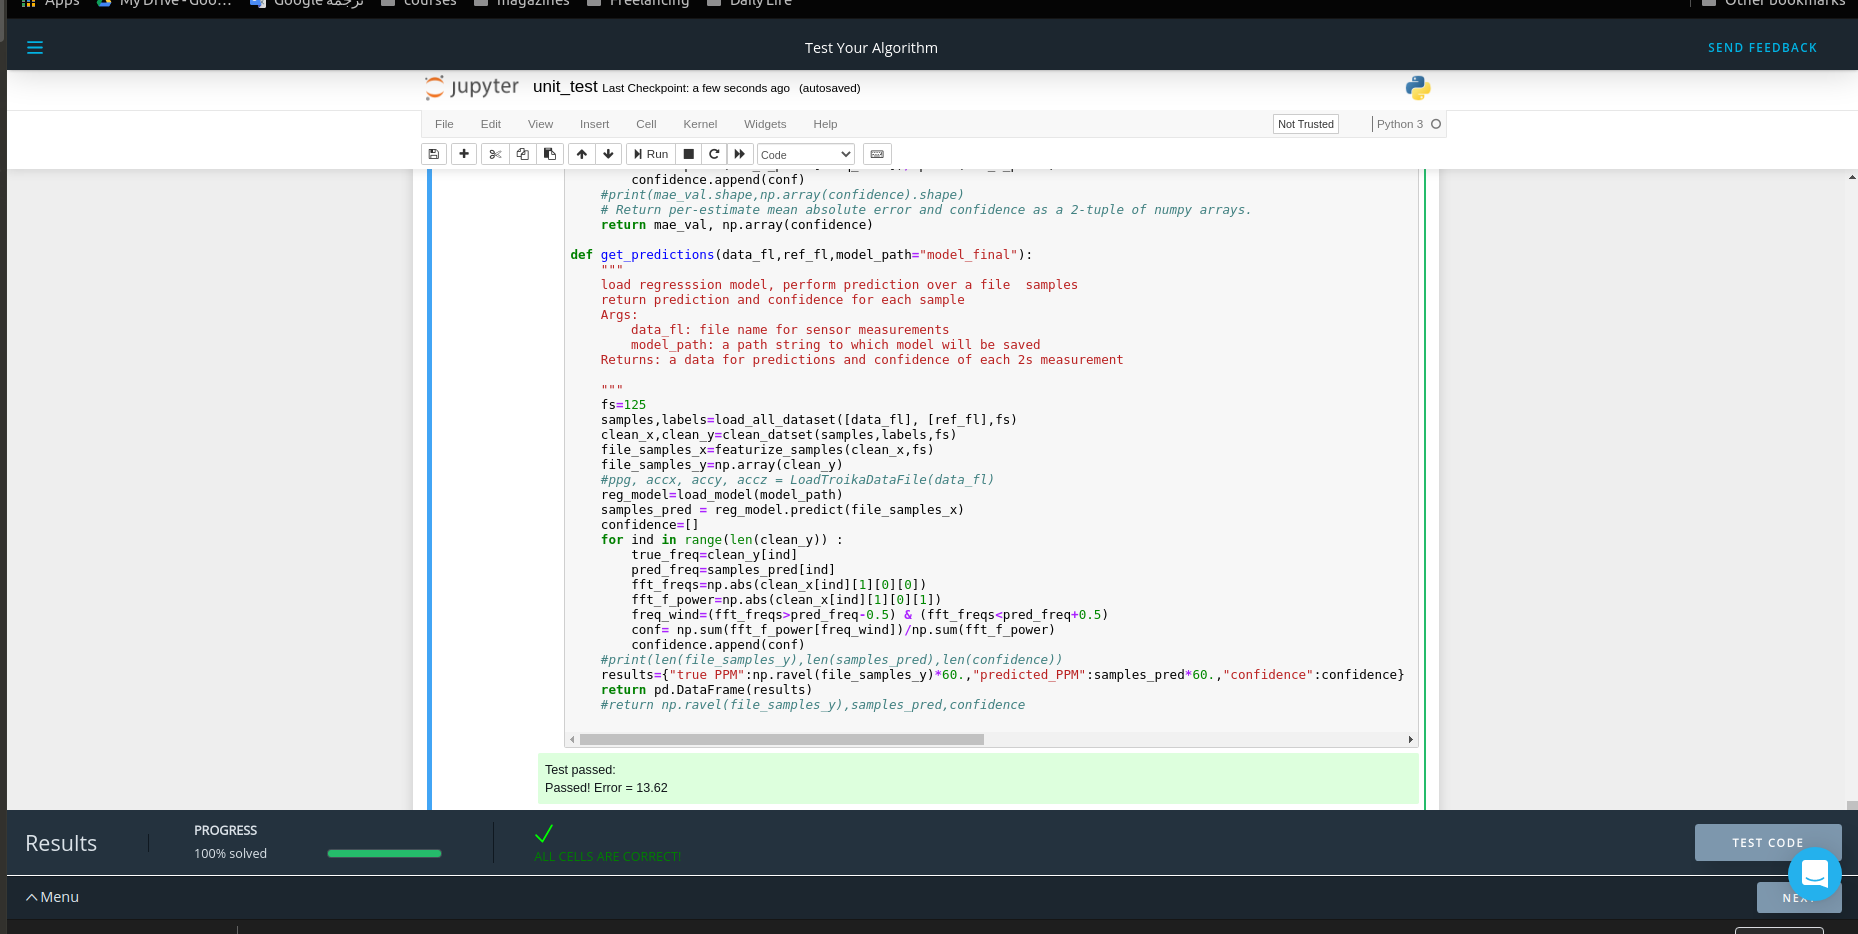 Apps My Drive - Goo... Google ترجمة courses magazines Freelancing Daily Life Other bookmarks
Test Your Algorithm SEND FEEDBACK
jupyter unit_test Last Checkpoint: a few seconds ago (autosaved)
File Edit View Insert Cell Kernel Widgets Help Not Trusted Python 3
Run Code
confidence.append(conf)
#print(mae_val.shape,np.array(confidence).shape)
# Return per-estimate mean absolute error and confidence as a 2-tuple of numpy arrays.
return mae_val, np.array(confidence)
def get_predictions(data_fl,ref_fl,model_path="model_final"):
"""
load regresssion model, perform prediction over a file  samples
return prediction and confidence for each sample
Args:
data_fl: file name for sensor measurements
model_path: a path string to which model will be saved
Returns: a data for predictions and confidence of each 2s measurement
"""
fs=125
samples,labels=load_all_dataset([data_fl], [ref_fl],fs)
clean_x,clean_y=clean_datset(samples,labels,fs)
file_samples_x=featurize_samples(clean_x,fs)
file_samples_y=np.array(clean_y)
#ppg, accx, accy, accz = LoadTroikaDataFile(data_fl)
reg_model=load_model(model_path)
samples_pred = reg_model.predict(file_samples_x)
confidence=[]
for ind in range(len(clean_y)) :
true_freq=clean_y[ind]
pred_freq=samples_pred[ind]
fft_freqs=np.abs(clean_x[ind][1][0][0])
fft_f_power=np.abs(clean_x[ind][1][0][1])
freq_wind=(fft_freqs>pred_freq-0.5) & (fft_freqs<pred_freq+0.5)
conf= np.sum(fft_f_power[freq_wind])/np.sum(fft_f_power)
confidence.append(conf)
#print(len(file_samples_y),len(samples_pred),len(confidence))
results={"true PPM":np.ravel(file_samples_y)*60.,"predicted_PPM":samples_pred*60.,"confidence":confidence}
return pd.DataFrame(results)
#return np.ravel(file_samples_y),samples_pred,confidence
Test passed:
Passed! Error = 13.62
Results PROGRESS
100% solved
ALL CELLS ARE CORRECT!
TEST CODE
Menu